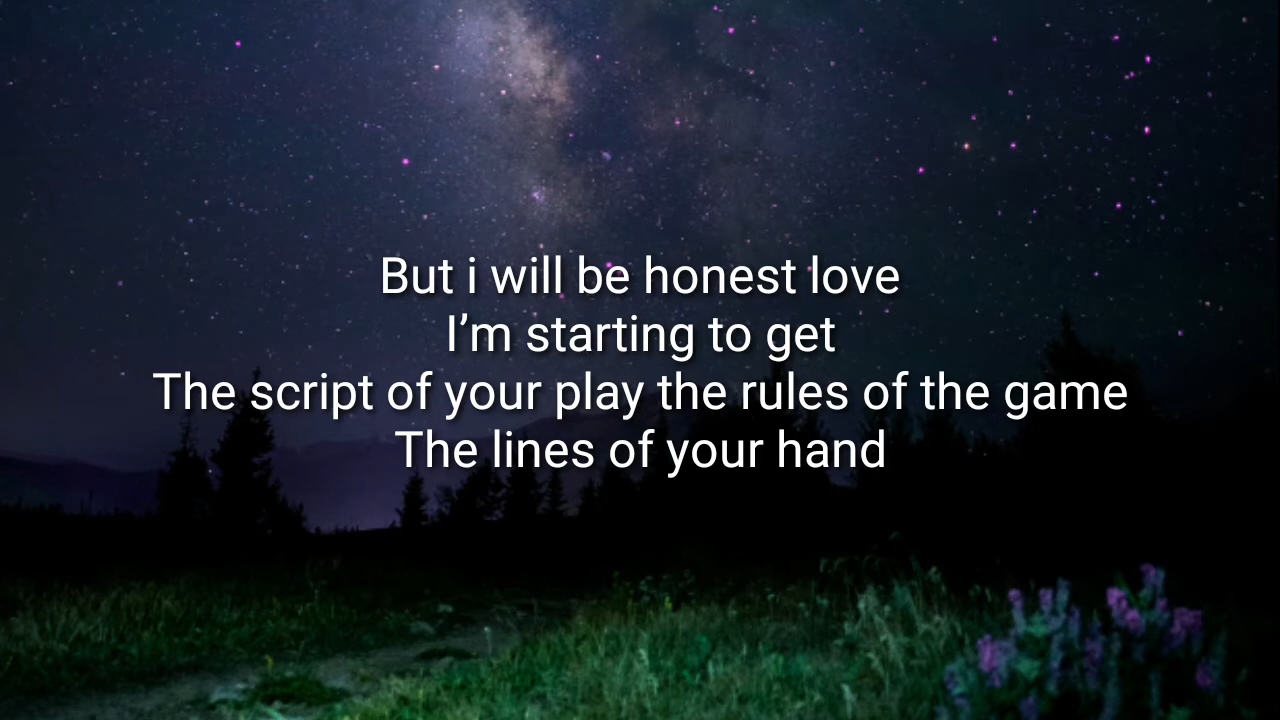 But i will be honest love
I’m starting to get
The script of your play the rules of the game
The lines of your hand